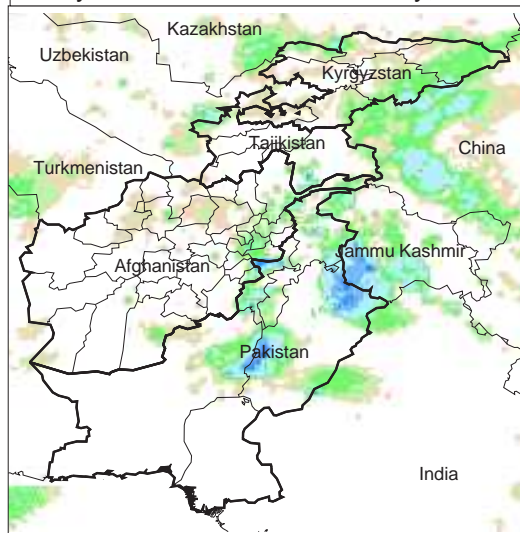 Kazakhstan
Uzbekistan
Kyrgyzstan
Tajikistan
China
Turkmenistan
Jammu Kashmir
Afghanistan
Pakistan
India